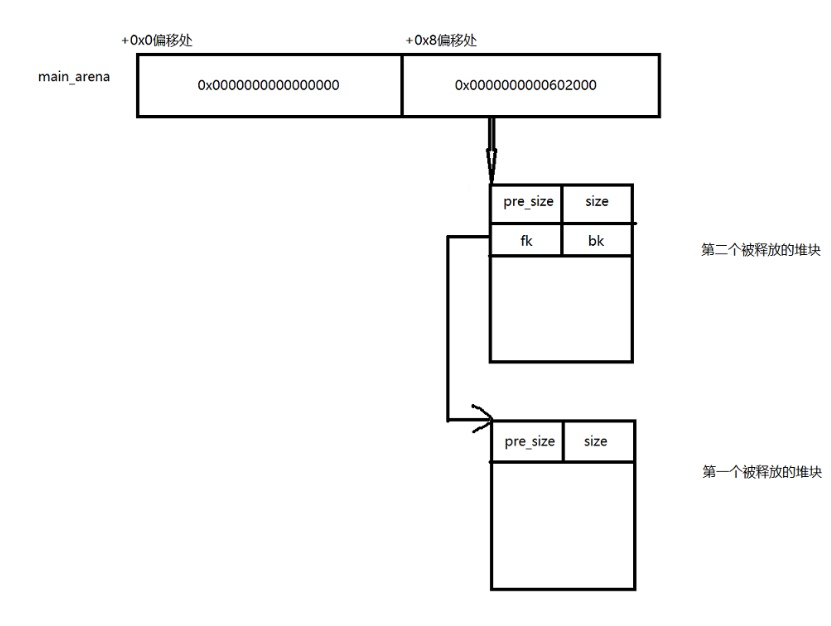 +0x0偏移处
+0x8偏移处
main_arena
0x0000000000000000
0x0000000000602000
pre_size
size
fk
bk
第二个被释放的堆块
pre_size
size
第一个被释放的堆块